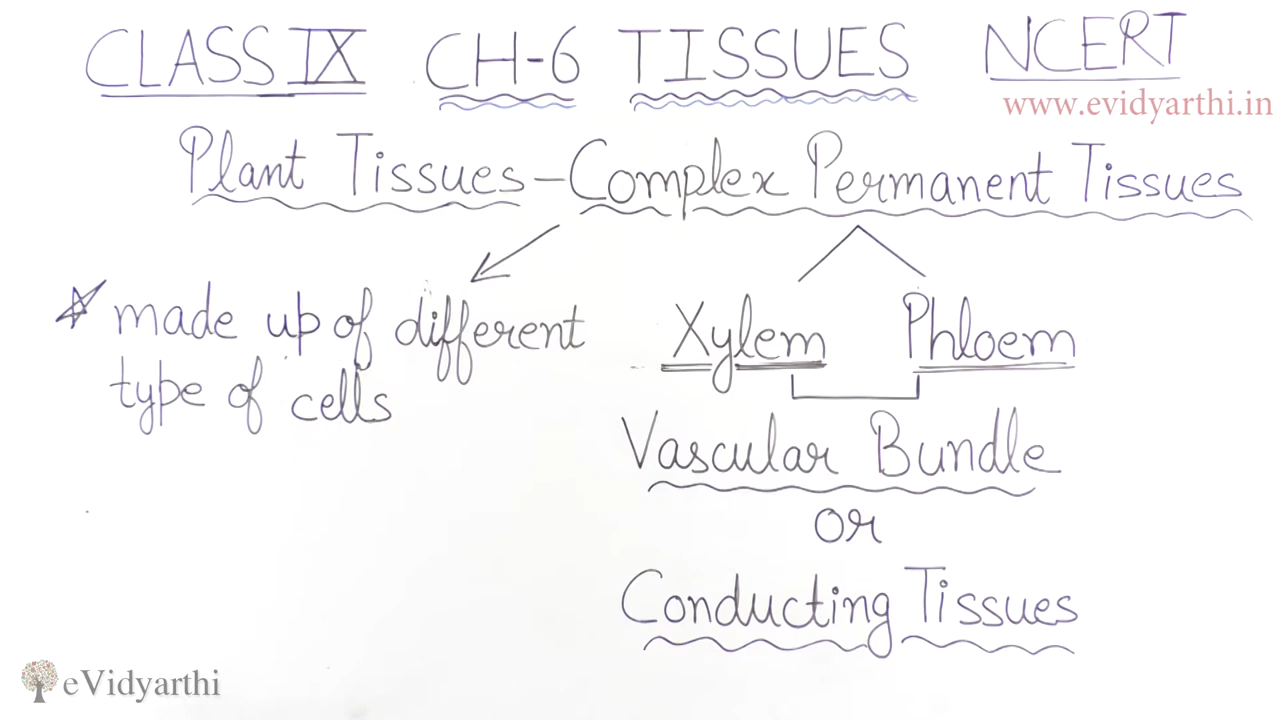 CLASS IX CH-6 TISSUES NCERT
www.evidyarthi.in
Plant Tissues - Complex Permanent Tissues
made up of different
type of cells
Xylem Phloem
Vascular Bundle
or
Conducting Tissues
eVidyarthi